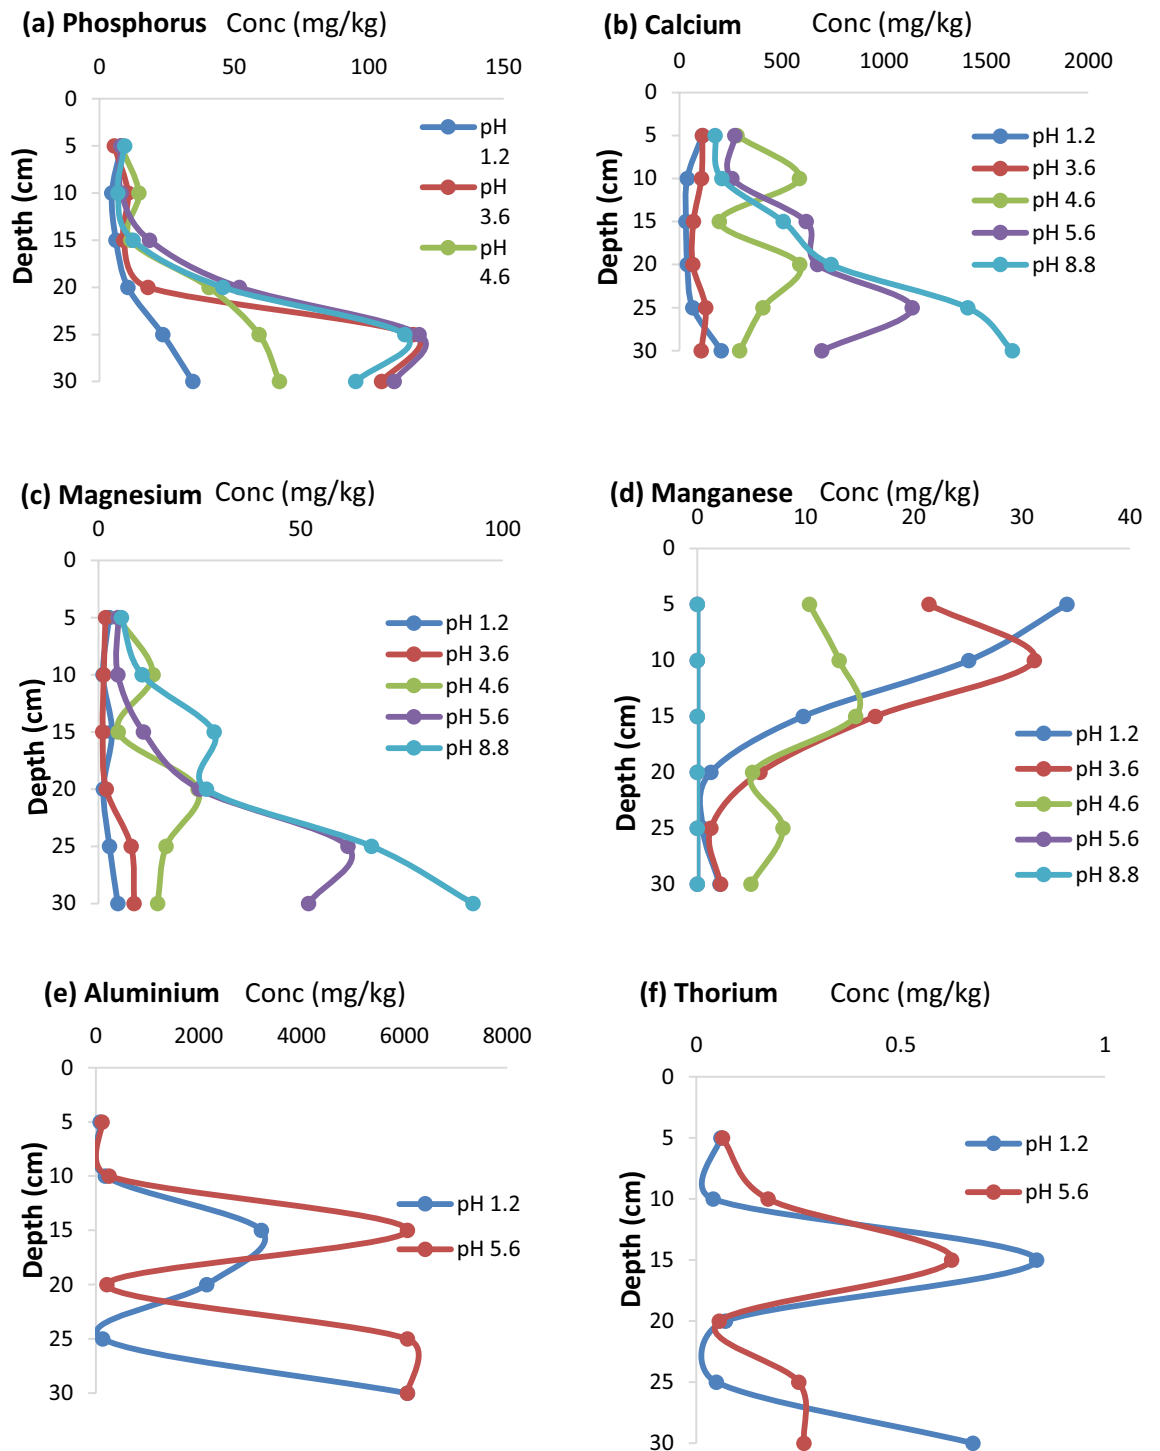 (a) Phosphorus Conc (mg/kg)
0 50 100 150
0
5
10
15
20
25
30
Depth (cm)
pH 1.2
pH 3.6
pH 4.6
(b) Calcium Conc (mg/kg)
0 500 1000 1500 2000
0
5
10
15
20
25
30
Depth (cm)
pH 1.2
pH 3.6
pH 4.6
pH 5.6
pH 8.8
(c) Magnesium Conc (mg/kg)
0 50 100
0
5
10
15
20
25
30
Depth (cm)
pH 1.2
pH 3.6
pH 4.6
pH 5.6
pH 8.8
(d) Manganese Conc (mg/kg)
0 10 20 30 40
0
5
10
15
20
25
30
Depth (cm)
pH 1.2
pH 3.6
pH 4.6
pH 5.6
pH 8.8
(e) Aluminium Conc (mg/kg)
0 2000 4000 6000 8000
0
5
10
15
20
25
30
Depth (cm)
pH 1.2
pH 5.6
(f) Thorium Conc (mg/kg)
0 0.5 1
0
5
10
15
20
25
30
Depth (cm)
pH 1.2
pH 5.6